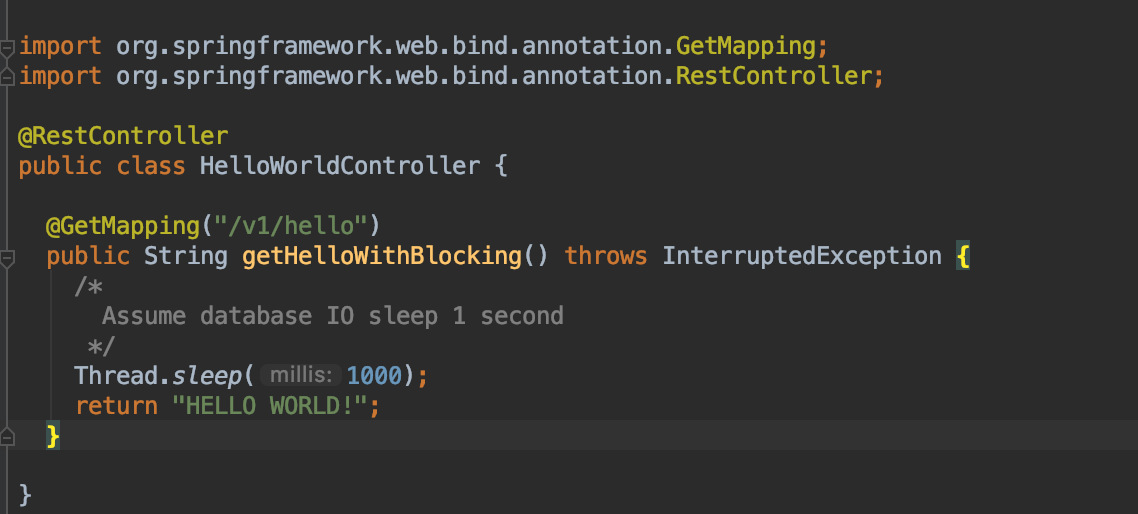 import org.springframework.web.bind.annotation.GetMapping;
import org.springframework.web.bind.annotation.RestController;
@RestController
public class HelloWorldController {
@GetMapping("/v1/hello")
public String getHelloWithBlocking() throws InterruptedException {
/*
Assume database IO sleep 1 second
*/
Thread.sleep( millis: 1000);
return "HELLO WORLD!";
}
}